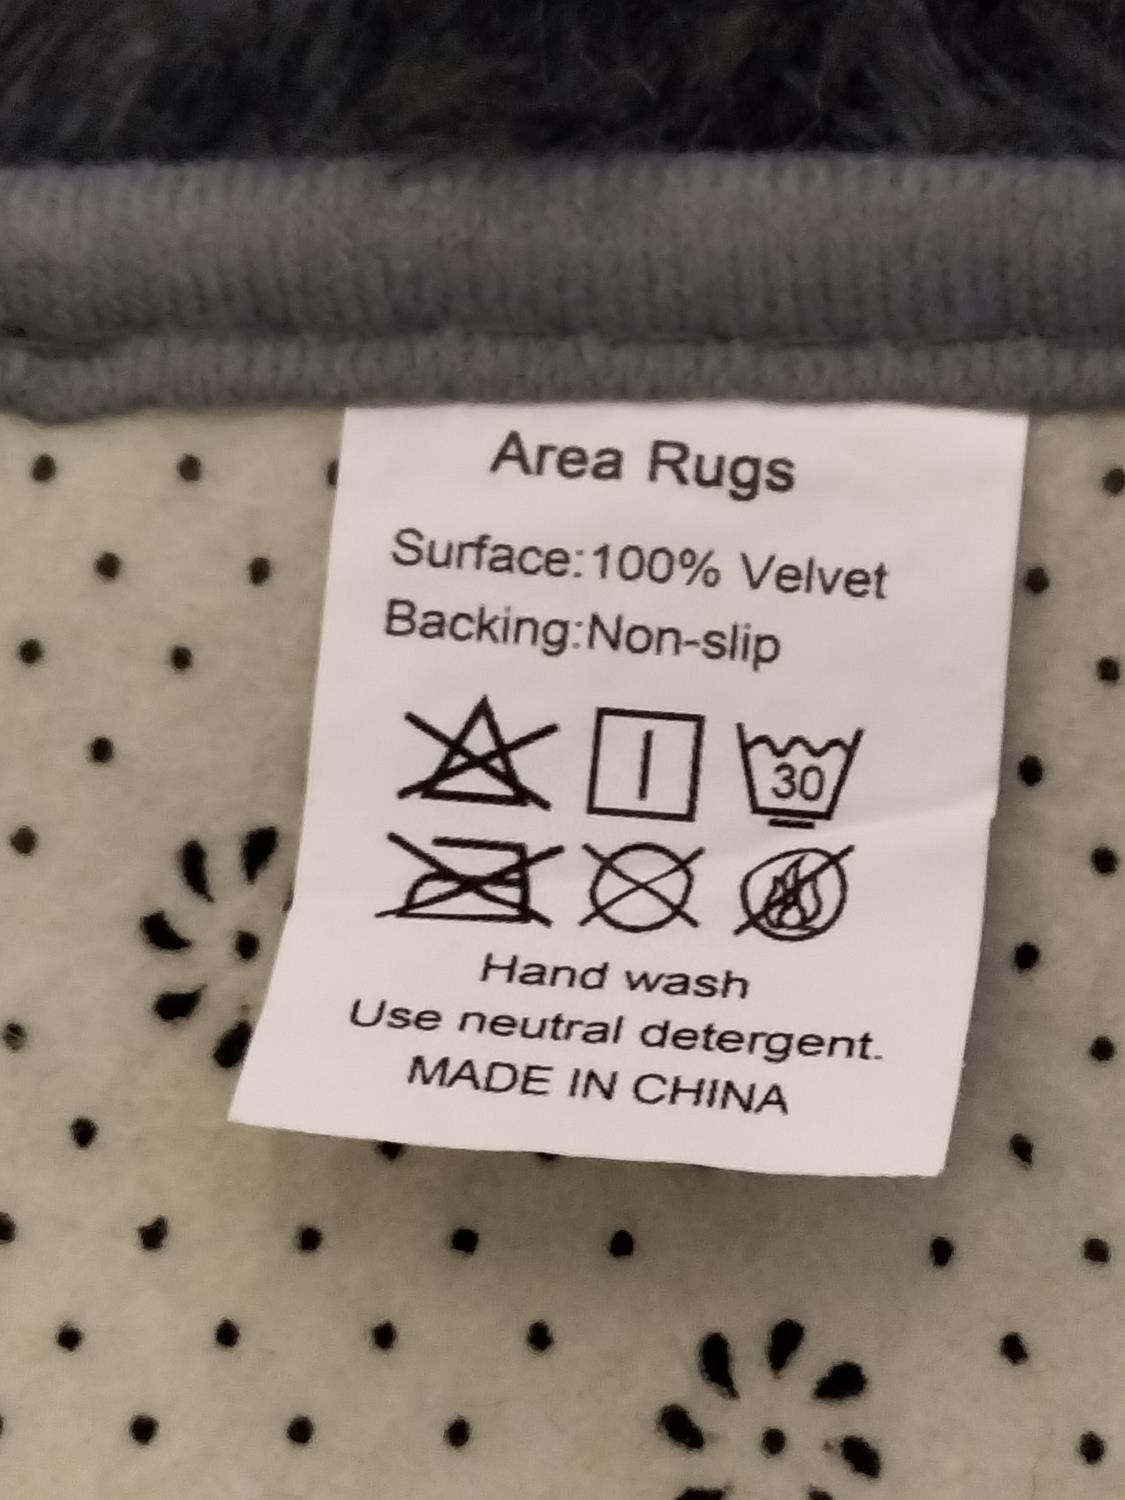 Area Rugs
Surface:100% Velvet
Backing:Non-slip
30
Hand wash
Use neutral detergent.
MADE IN CHINA